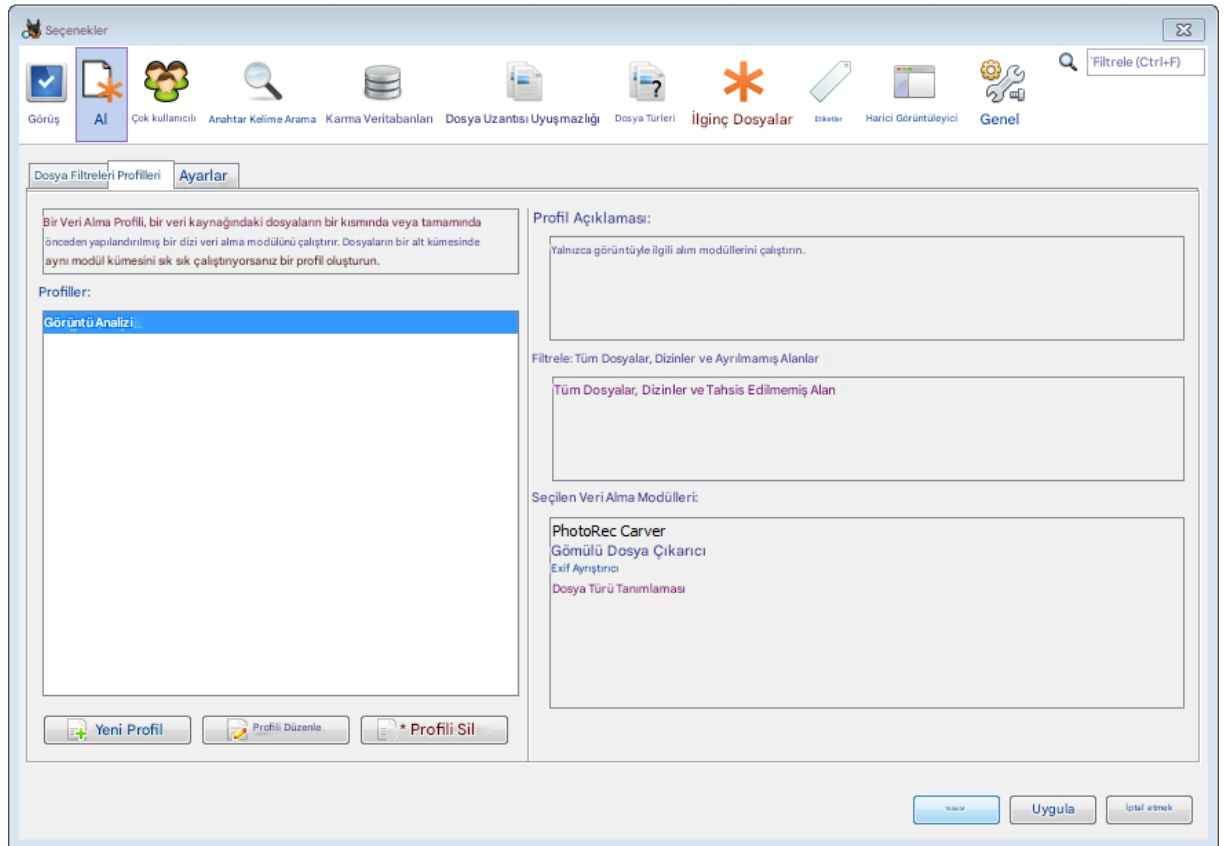 Seçenekler
Filtrele (Ctrl+F)
Görüş
Al
Çok kullanıcılı
Anahtar Kelime Arama
Karma Veritabanları
Dosya Uzantısı Uyuşmazlığı
Dosya Türleri
İlginç Dosyalar
Etiketler
Harici Görüntüleyici
Genel
Dosya Filtreleri Profilleri
Ayarlar
Bir Veri Alma Profili, bir veri kaynağındaki dosyaların bir kısmında veya tamamında
önceden yapılandırılmış bir dizi veri alma modülünü çalıştırır. Dosyaların bir alt kümesinde
aynı modül kümesini sık sık çalıştırıyorsanız bir profil oluşturun.
Profiller:
Görüntü Analizi
Yeni Profil
Profili Düzenle
* Profili Sil
Profil Açıklaması:
Yalnızca görüntüyle ilgili alım modüllerini çalıştırın.
Filtrele: Tüm Dosyalar, Dizinler ve Ayrılmamış Alanlar
Tüm Dosyalar, Dizinler ve Tahsis Edilmemiş Alan
Seçilen Veri Alma Modülleri:
PhotoRec Carver
Gömülü Dosya Çıkarıcı
Exif Ayrıştırıcı
Dosya Türü Tanımlaması
Uygula
İptal etmek